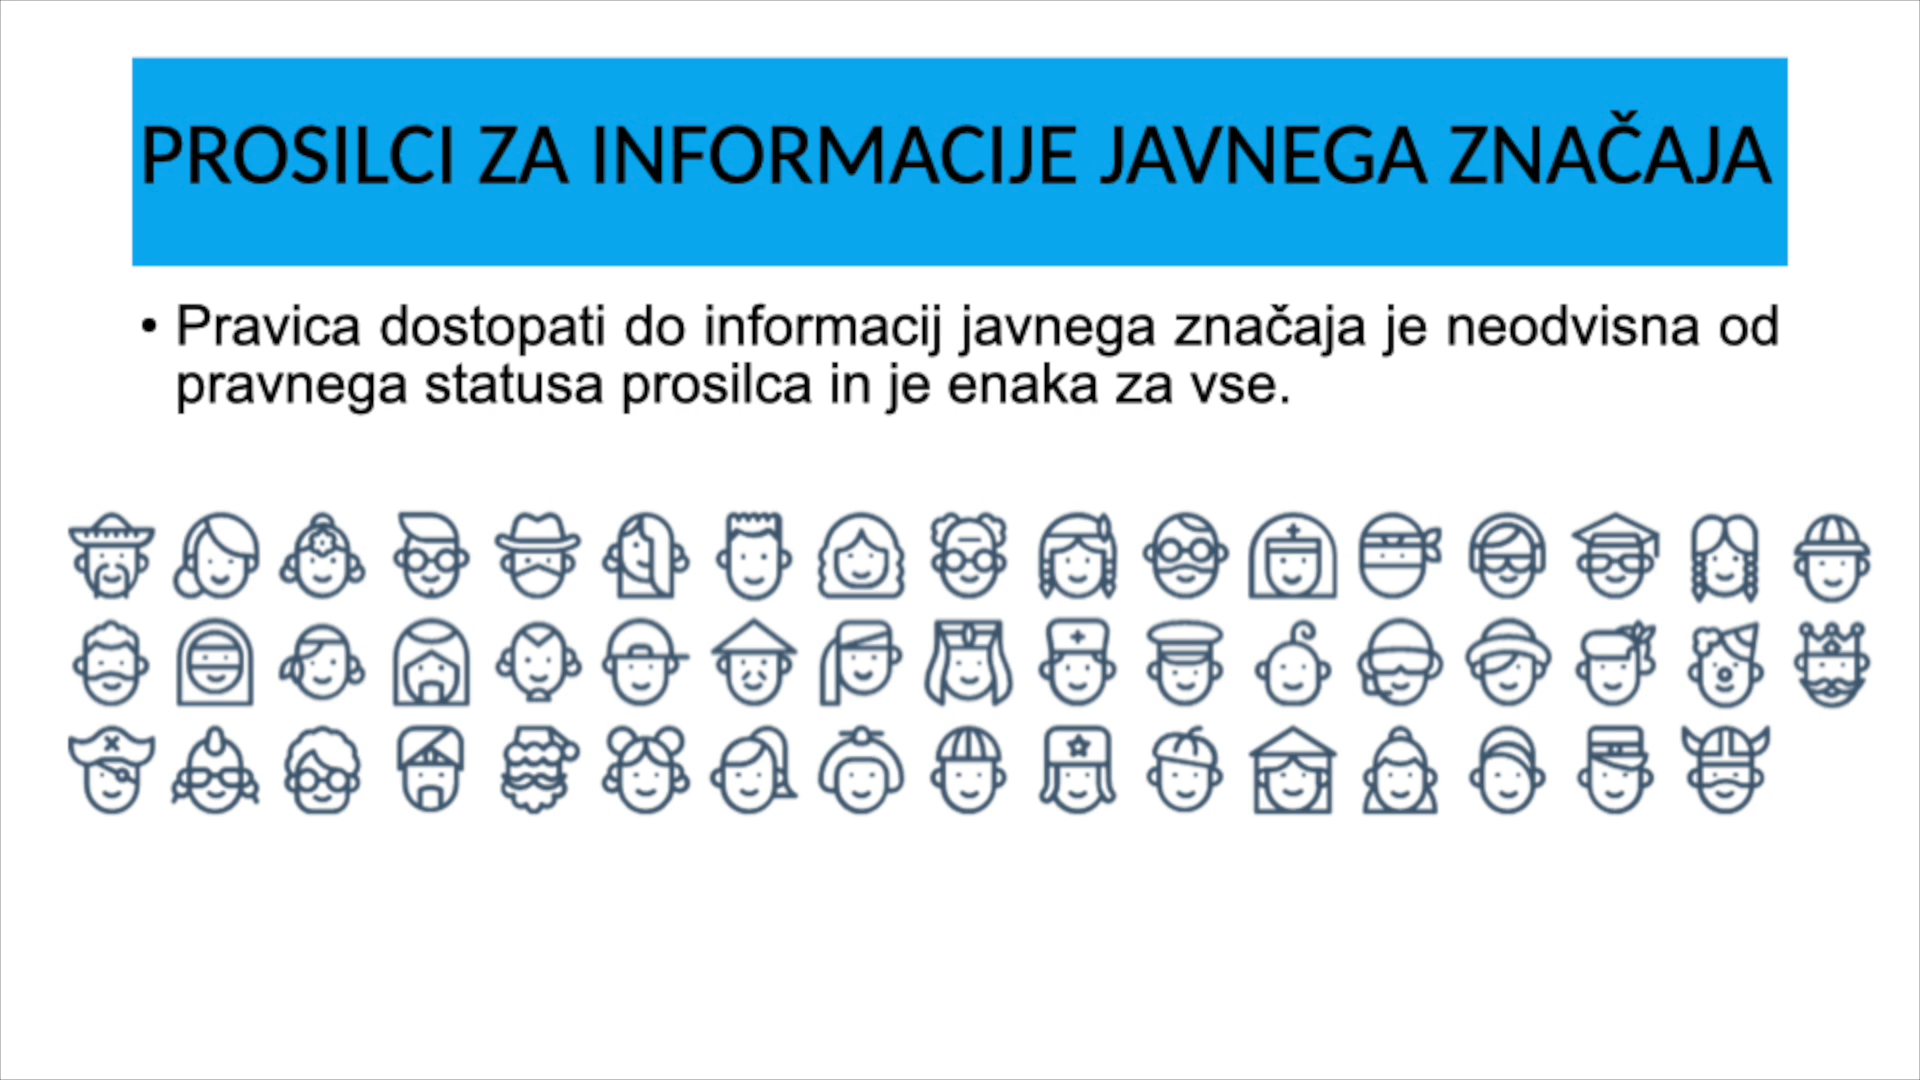 PROSILCI ZA INFORMACIJE JAVNEGA ZNAČAJA
• Pravica dostopati do informacij javnega značaja je neodvisna od
pravnega statusa prosilca in je enaka za vse.